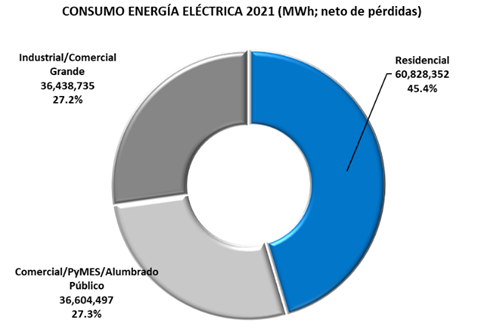 CONSUMO ENERGÍA ELÉCTRICA 2021 (MWh; neto de pérdidas)
Industrial/Comercial
Grande
36,438,735
27.2%
Residencial
60,828,352
45.4%
Comercial/PyMES/Alumbrado
Público
36,604,497
27.3%